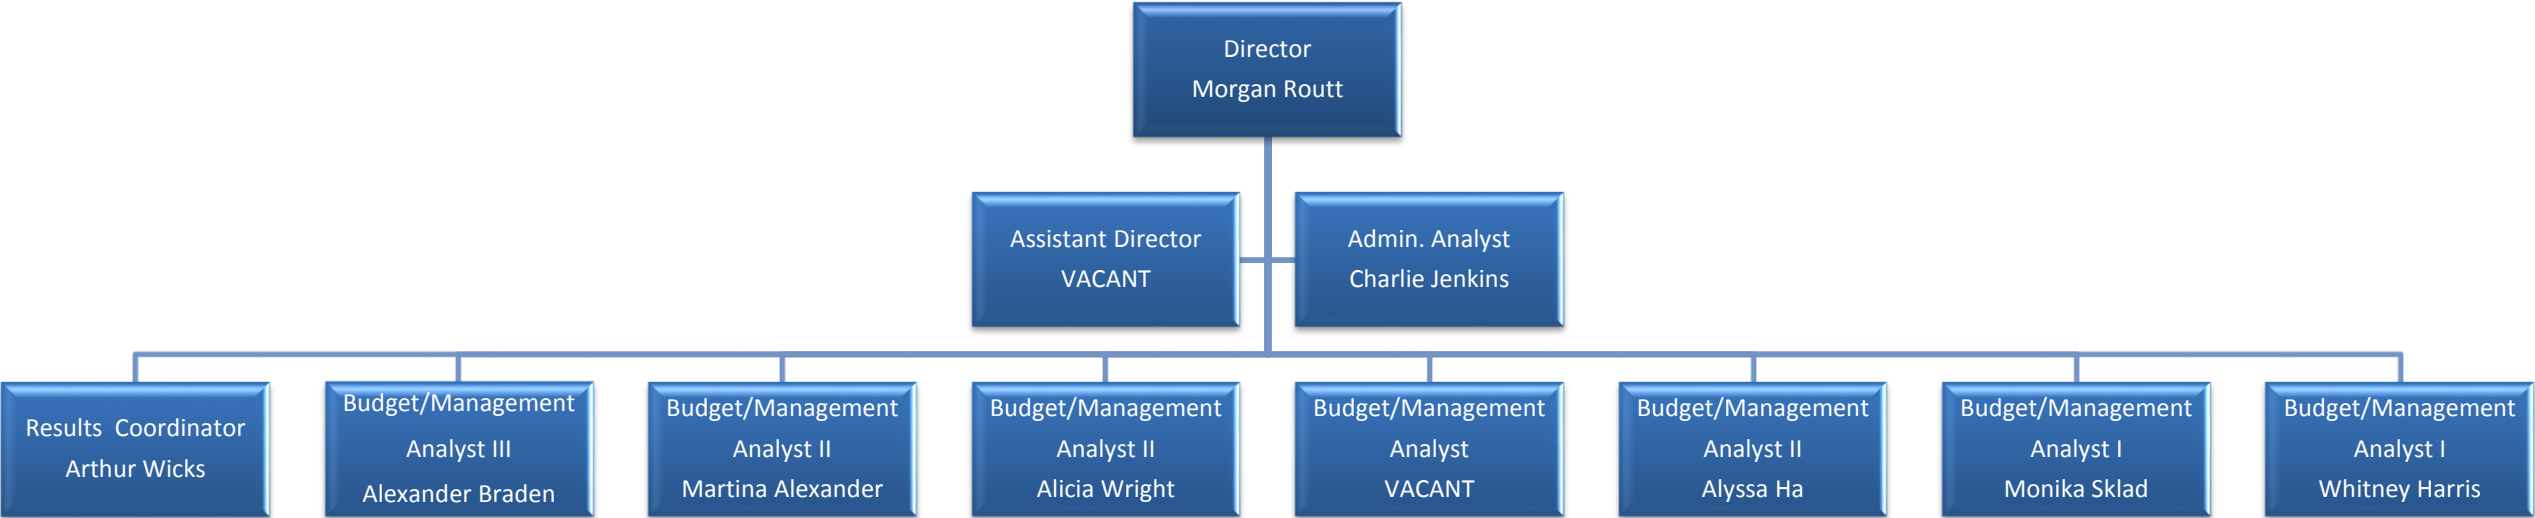 Director
Morgan Routt
Assistant Director
VACANT
Admin. Analyst
Charlie Jenkins
Results  Coordinator
Arthur Wicks
Budget/Management
Analyst III
Alexander Braden
Budget/Management
Analyst II
Martina Alexander
Budget/Management
Analyst II
Alicia Wright
Budget/Management
Analyst
VACANT
Budget/Management
Analyst II
Alyssa Ha
Budget/Management
Analyst I
Monika Sklad
Budget/Management
Analyst I
Whitney Harris